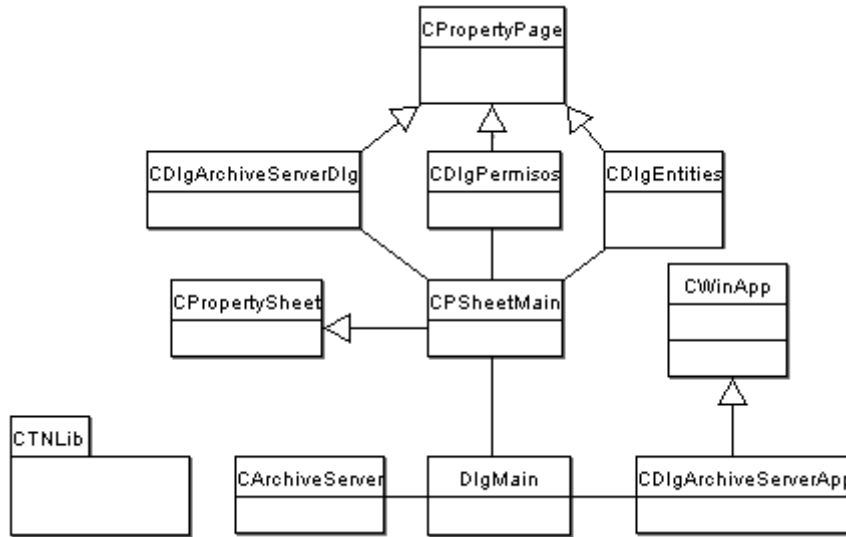 CPropertyPage
CDlgArchiveServerDlg
CDlgPermisos
CDlgEntities
CPropertySheet
CPSheetMain
CWinApp
CTNLib
CArchiveServer
DlgMain
CDlgArchiveServerApp